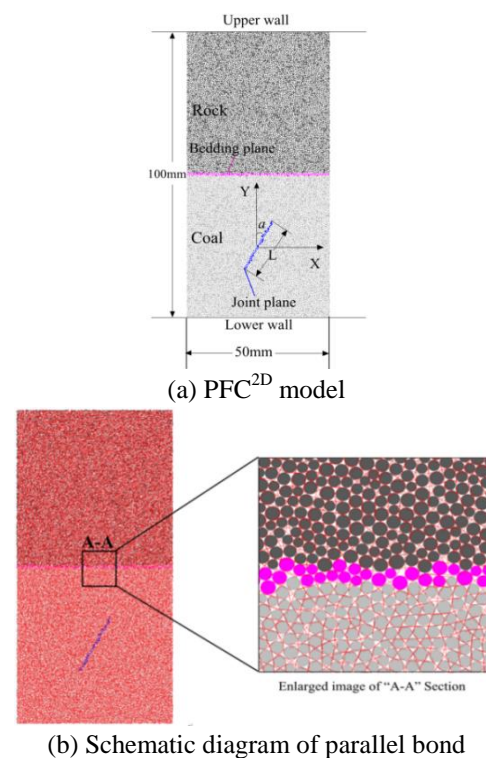 Upper wall
Rock
Bedding plane
100mm
Y
a
Coal
L
X
Joint plane
Lower wall
50mm
(a) PFC2D model
A-A
Enlarged image of “A-A” Section
(b) Schematic diagram of parallel bond